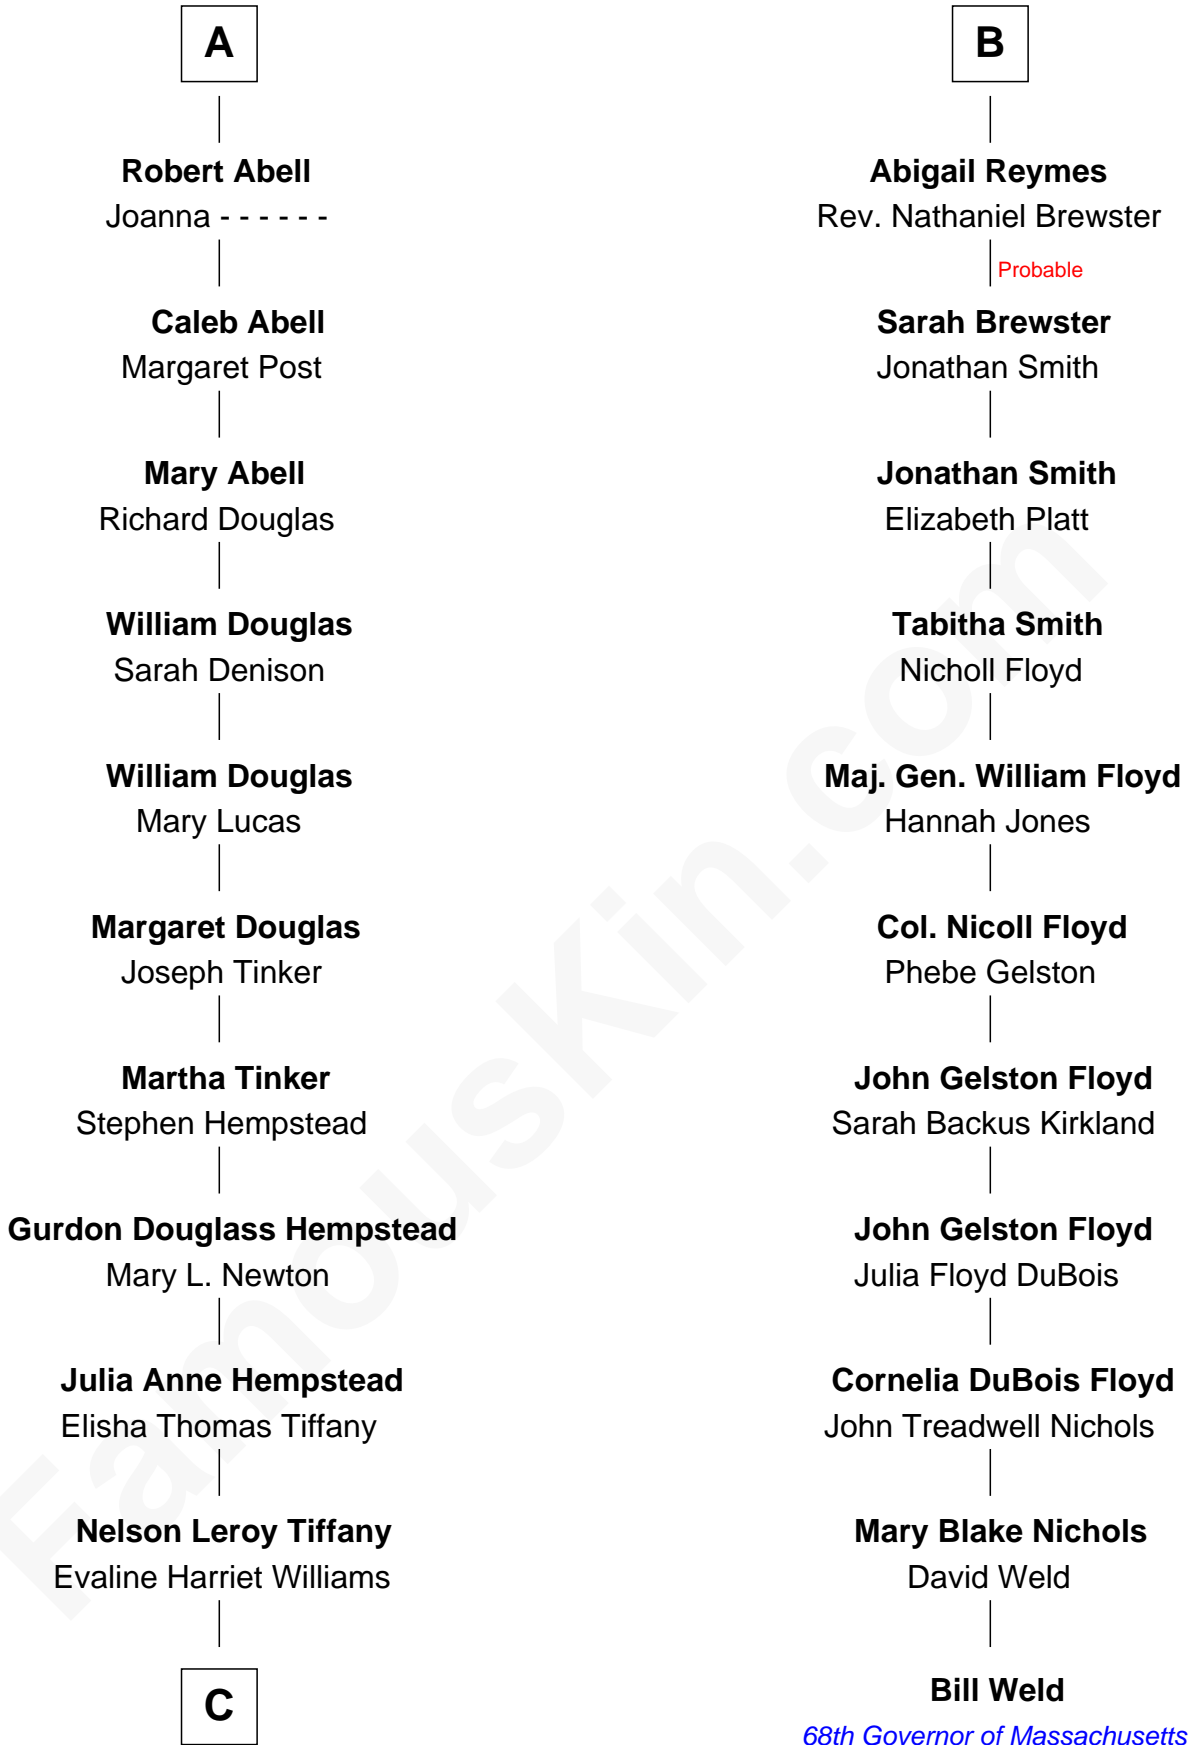 A
Robert Abell
Joanna - - - - - -
Caleb Abell
Margaret Post
Mary Abell
Richard Douglas
William Douglas
Sarah Denison
William Douglas
Mary Lucas
Margaret Douglas
Joseph Tinker
Martha Tinker
Stephen Hempstead
Gurdon Douglass Hempstead
Mary L. Newton
Julia Anne Hempstead
Elisha Thomas Tiffany
Nelson Leroy Tiffany
Evaline Harriet Williams
C
B
Abigail Reymes
Rev. Nathaniel Brewster
Probable
Sarah Brewster
Jonathan Smith
Jonathan Smith
Elizabeth Platt
Tabitha Smith
Nicholl Floyd
Maj. Gen. William Floyd
Hannah Jones
Col. Nicoll Floyd
Phebe Gelston
John Gelston Floyd
Sarah Backus Kirkland
John Gelston Floyd
Julia Floyd DuBois
Cornelia DuBois Floyd
John Treadwell Nichols
Mary Blake Nichols
David Weld
Bill Weld
68th Governor of Massachusetts
FamousKin.com